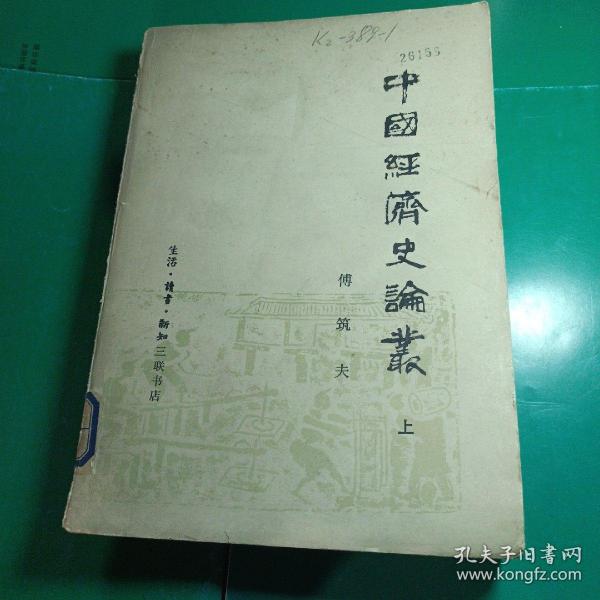 K2-389-1
26155
中國經濟史論叢
上
傅筑夫
生活·讀書·新知三联书店
孔夫子旧书网
www.kongfz.com